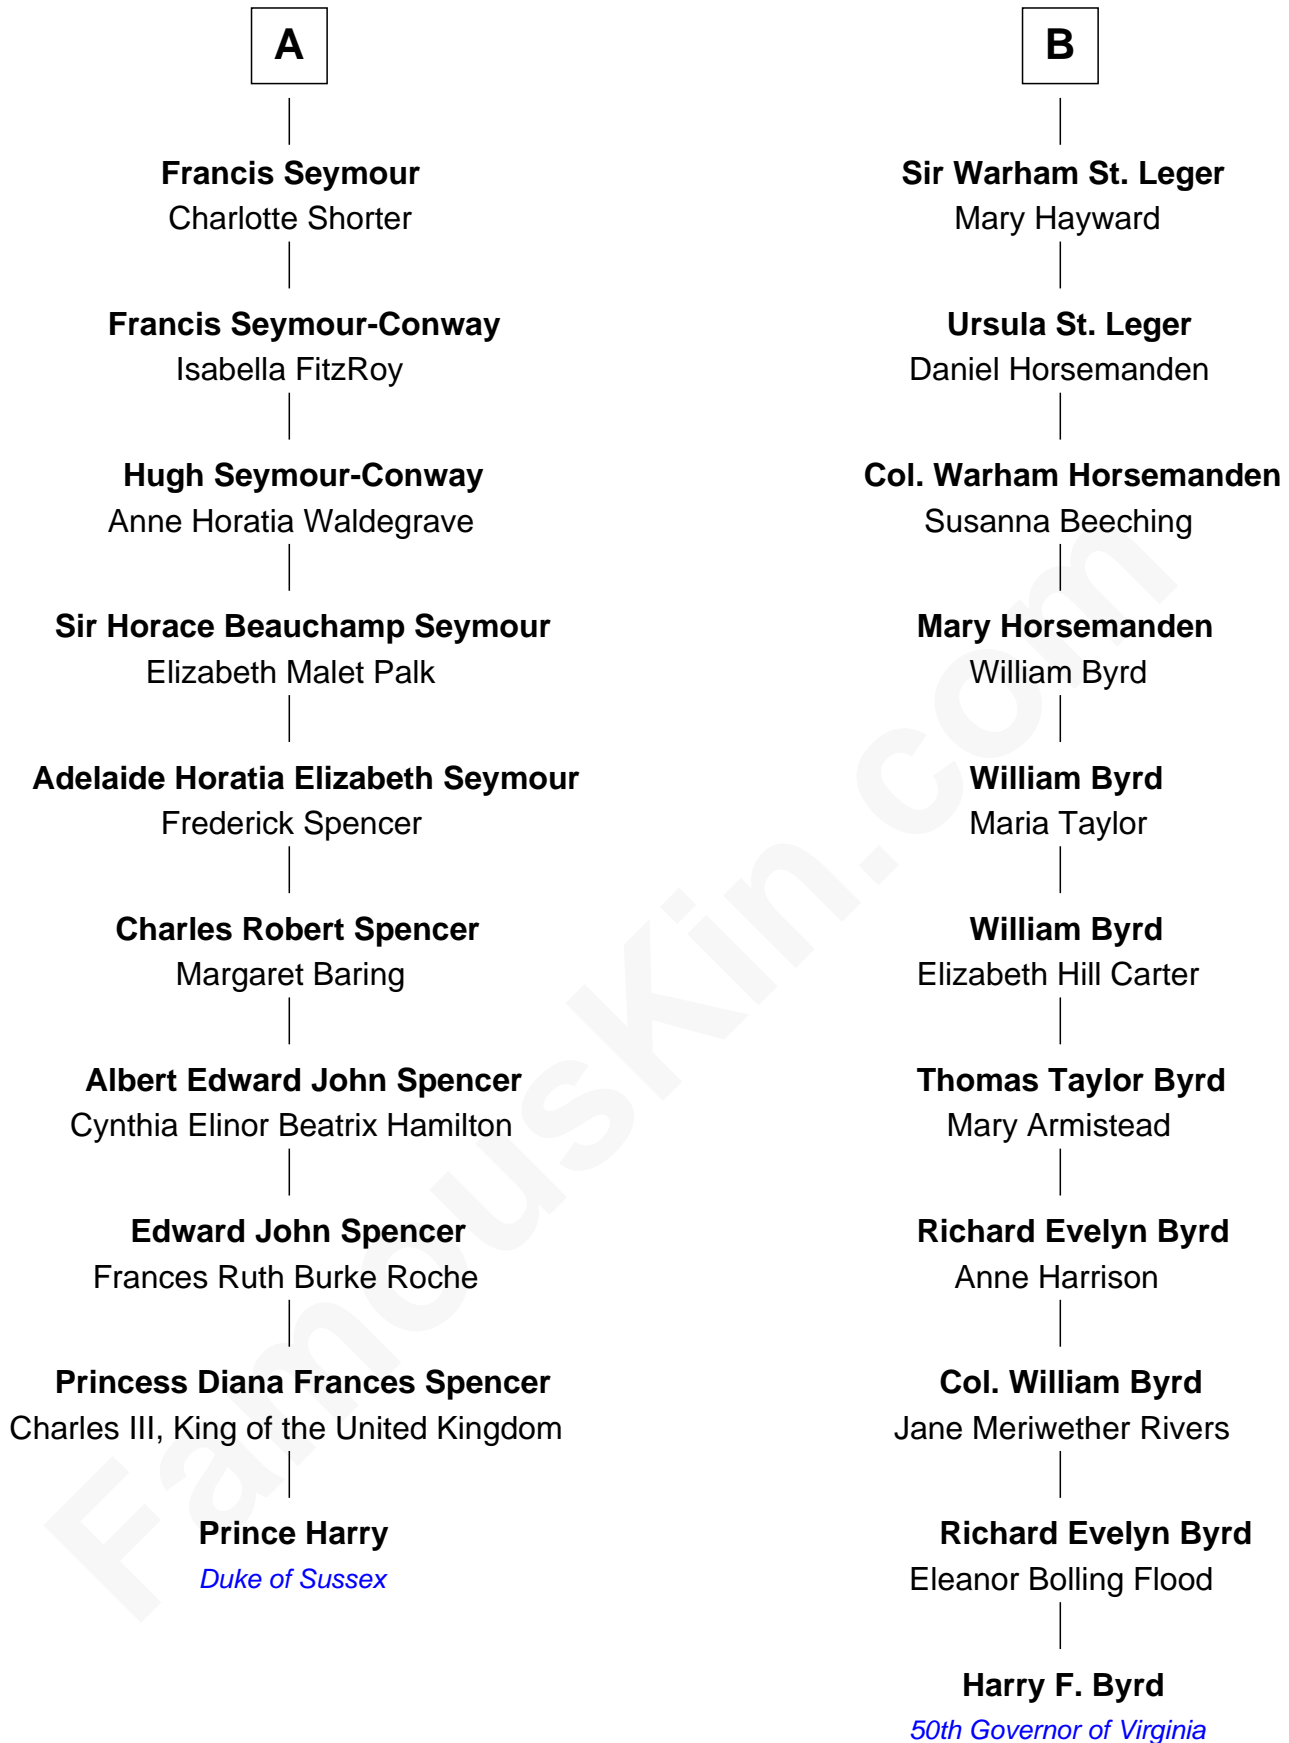 A
Francis Seymour
Charlotte Shorter
Francis Seymour-Conway
Isabella FitzRoy
Hugh Seymour-Conway
Anne Horatia Waldegrave
Sir Horace Beauchamp Seymour
Elizabeth Malet Palk
Adelaide Horatia Elizabeth Seymour
Frederick Spencer
Charles Robert Spencer
Margaret Baring
Albert Edward John Spencer
Cynthia Elinor Beatrix Hamilton
Edward John Spencer
Frances Ruth Burke Roche
Princess Diana Frances Spencer
Charles III, King of the United Kingdom
Prince Harry
Duke of Sussex
B
Sir Warham St. Leger
Mary Hayward
Ursula St. Leger
Daniel Horsemanden
Col. Warham Horsemanden
Susanna Beeching
Mary Horsemanden
William Byrd
William Byrd
Maria Taylor
William Byrd
Elizabeth Hill Carter
Thomas Taylor Byrd
Mary Armistead
Richard Evelyn Byrd
Anne Harrison
Col. William Byrd
Jane Meriwether Rivers
Richard Evelyn Byrd
Eleanor Bolling Flood
Harry F. Byrd
50th Governor of Virginia
FamousKin.com